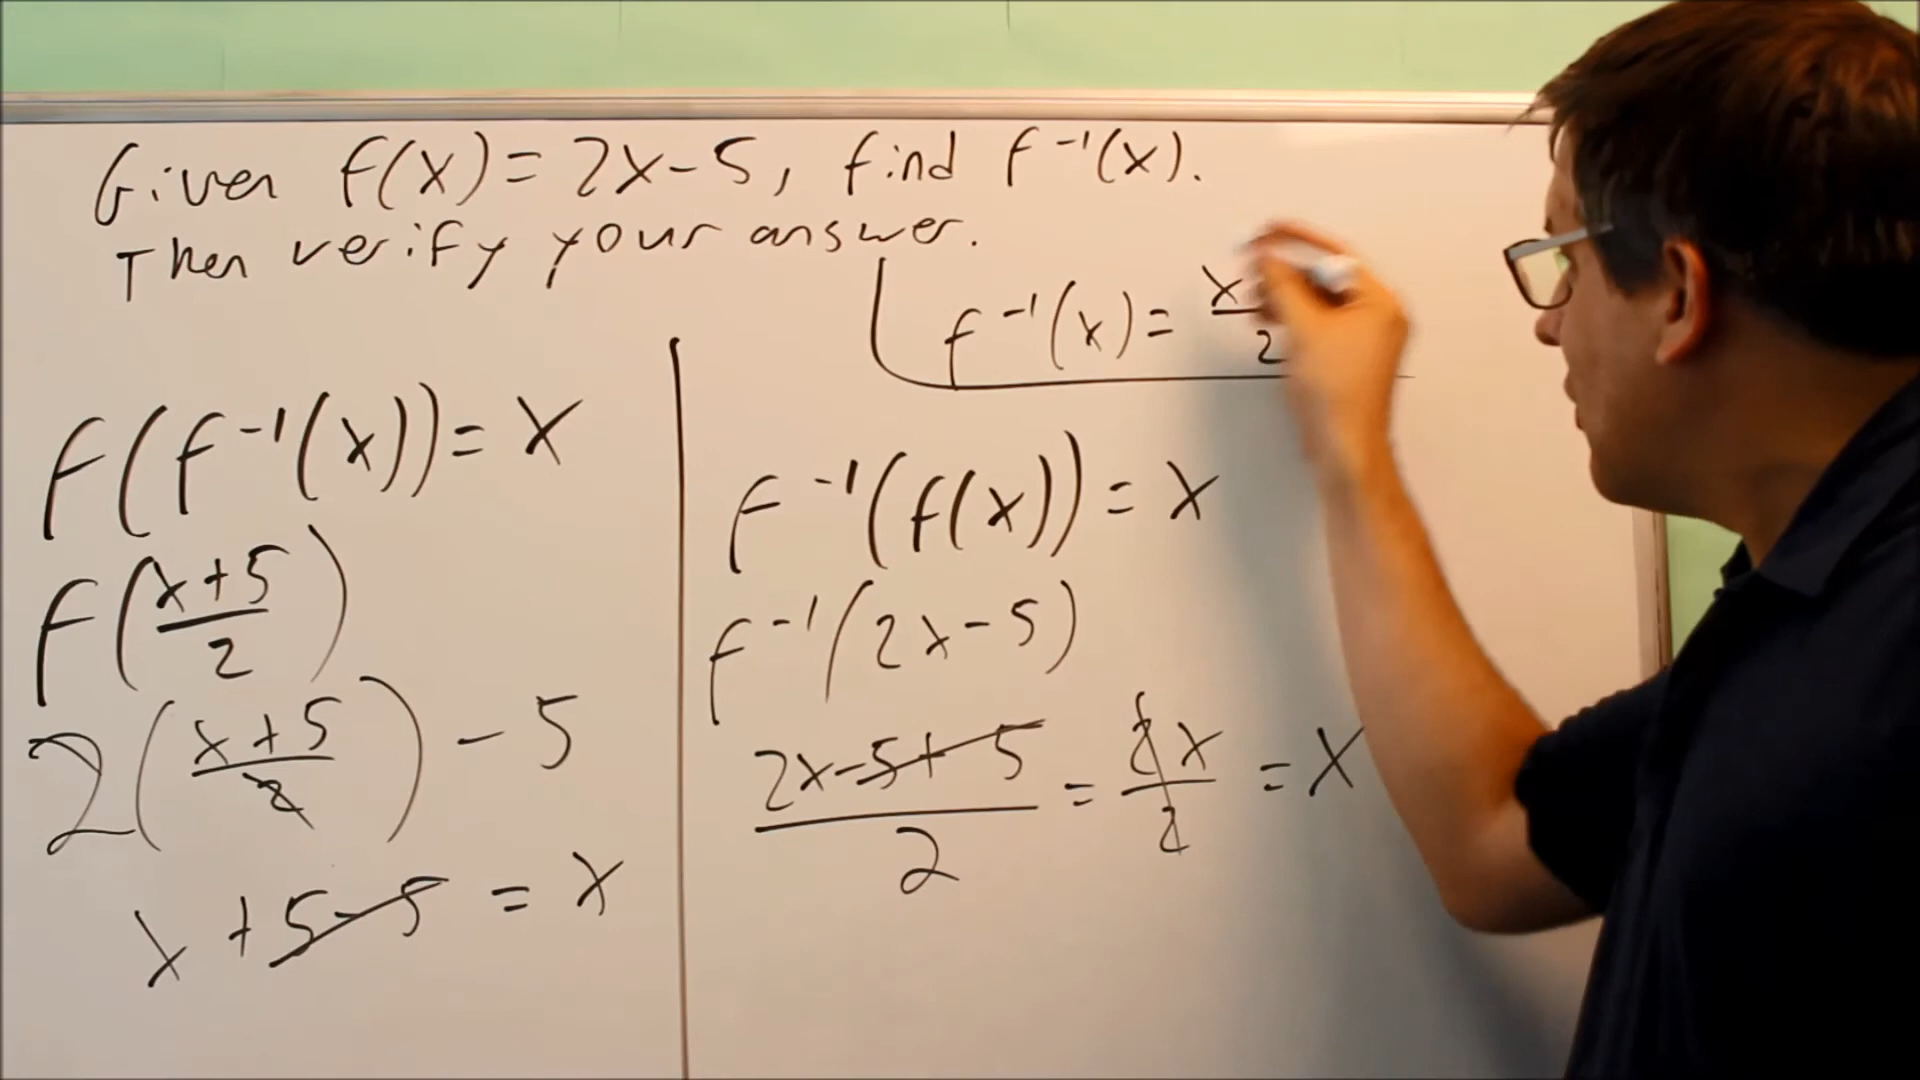 Given f(x) = 2x - 5, find f⁻¹(x).
Then verify your answer.
f⁻¹(x) = x/2
f(f⁻¹(x)) = x
f((x+5)/2)
2((x+5)/2) - 5
x + 5 - 5 = x
f⁻¹(f(x)) = x
f⁻¹(2x - 5)
(2x - 5 + 5)/2 = 2x/2 = x